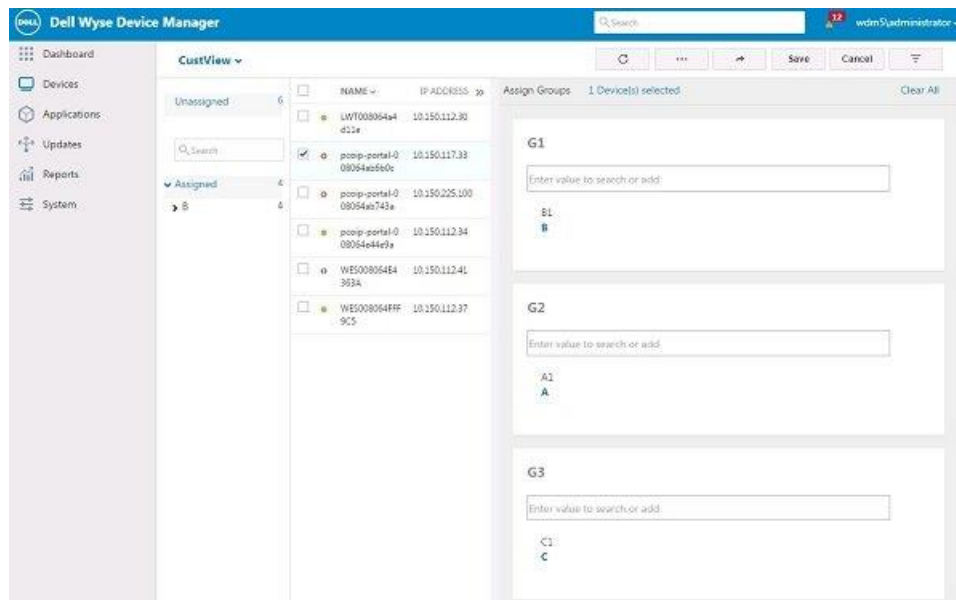 DELL Dell Wyse Device Manager
Search
12 wdm5\administrator
Dashboard
Devices
Applications
Updates
Reports
System
CustView
... Save Cancel
Unassigned 6
Search
Assigned 4
B 4
NAME IP ADDRESS
LWT008064a4 10.150.112.30
d11e
pcoip-portal-0 10.150.117.33
08064ab6b0c
pcoip-portal-0 10.150.225.100
08064ab743a
pcoip-portal-0 10.150.112.34
08064e44e9a
WES008064E4 10.150.112.41
363A
WES008064FFF 10.150.112.37
9C5
Assign Groups 1 Device(s) selected Clear All
G1
Enter value to search or add
B1
B
G2
Enter value to search or add
A1
A
G3
Enter value to search or add
C1
C